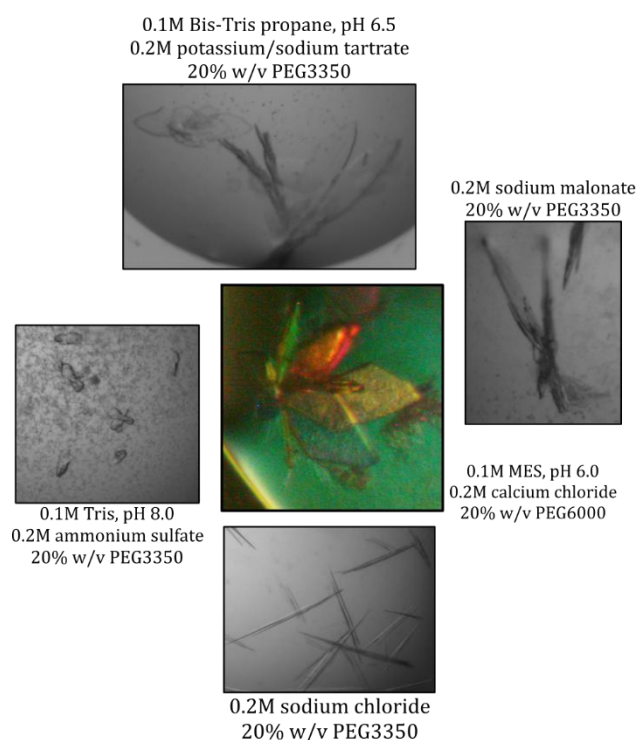 0.1M Bis-Tris propane, pH 6.5
0.2M potassium/sodium tartrate
20% w/v PEG3350
0.2M sodium malonate
20% w/v PEG3350
0.1M Tris, pH 8.0
0.2M ammonium sulfate
20% w/v PEG3350
0.1M MES, pH 6.0
0.2M calcium chloride
20% w/v PEG6000
0.2M sodium chloride
20% w/v PEG3350